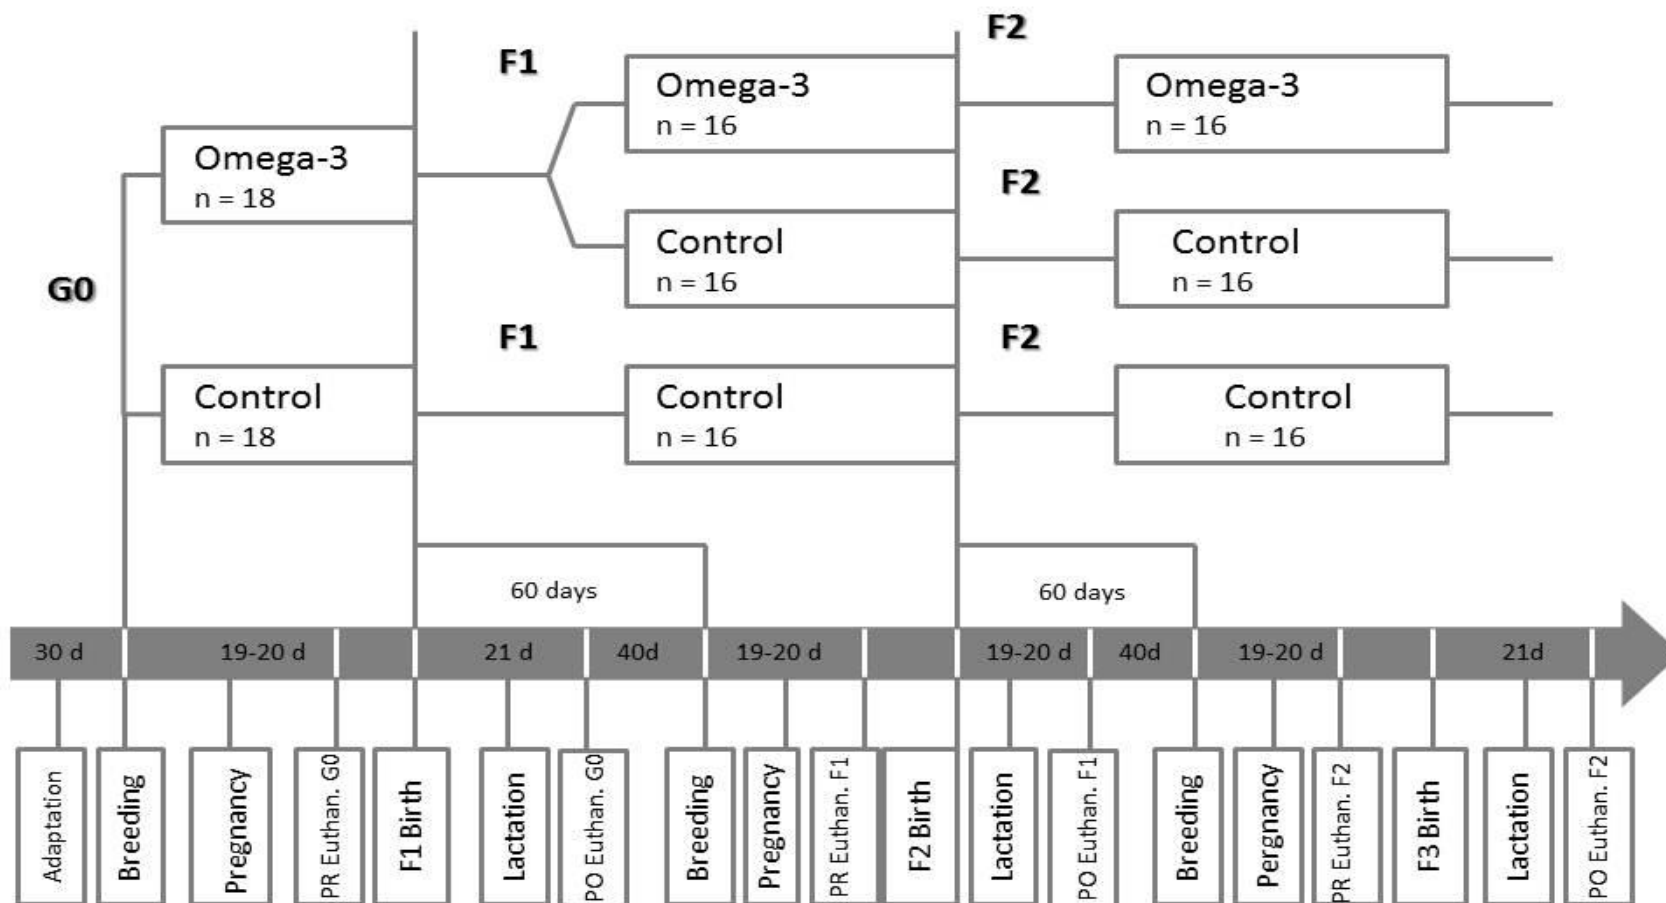 F2
F1
Omega-3
n = 16
Omega-3
n = 16
Omega-3
n = 18
F2
Control
n = 16
Control
n = 16
G0
F1
F2
Control
n = 18
Control
n = 16
Control
n = 16
60 days
60 days
30 d
19-20 d
21 d
40d
19-20 d
19-20 d
40d
19-20 d
21d
Adaptation
Breeding
Pregnancy
PR Euthan. G0
F1 Birth
Lactation
PO Euthan. G0
Breeding
Pregnancy
PR Euthan. F1
F2 Birth
Lactation
PO Euthan. F1
Breeding
Pergnancy
PR Euthan. F2
F3 Birth
Lactation
PO Euthan. F2